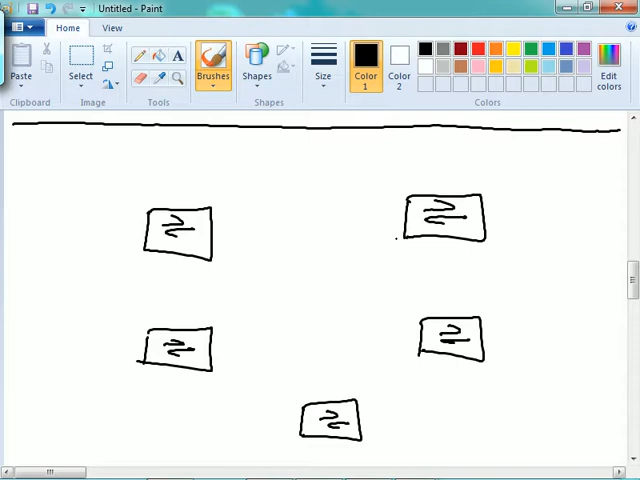 Untitled - Paint
Home View
Paste Select Brushes Shapes Size Color 1 Color 2 Edit colors
Clipboard Image Tools Shapes Colors